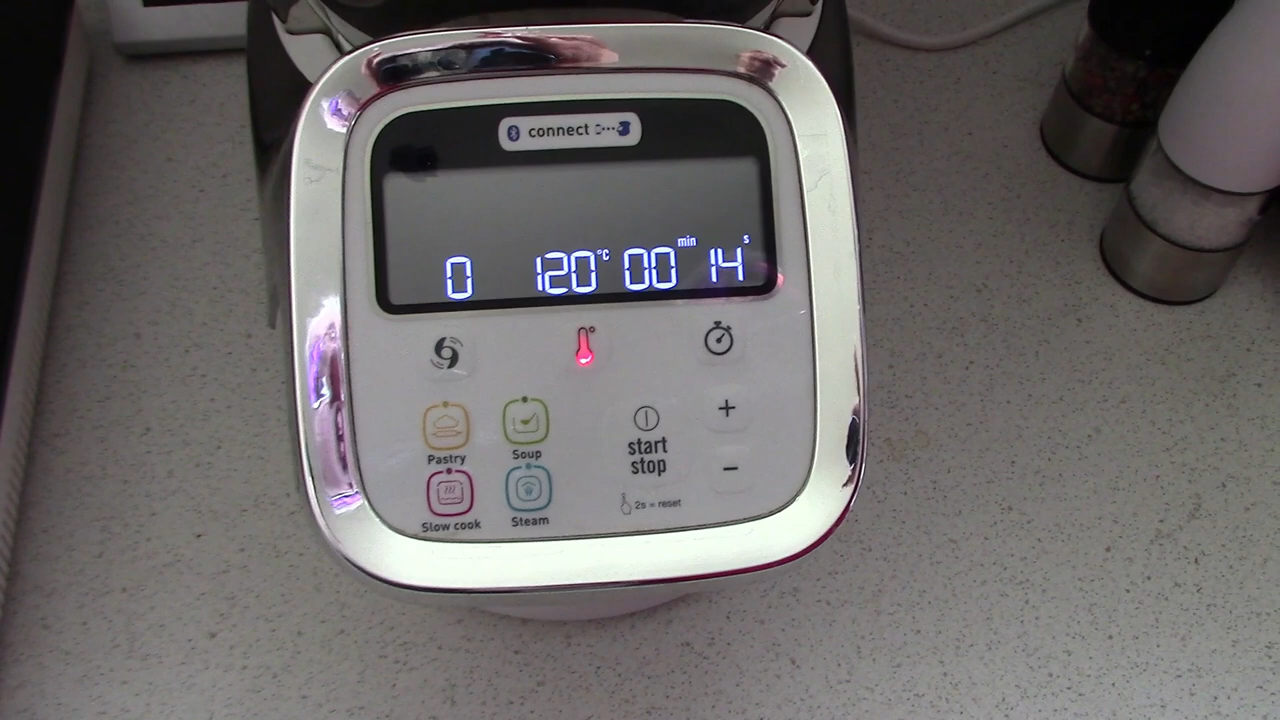 connect
0 120°C 00 min 14 s
Pastry
Soup
start
stop
+
-
Slow cook
Steam
2s = reset